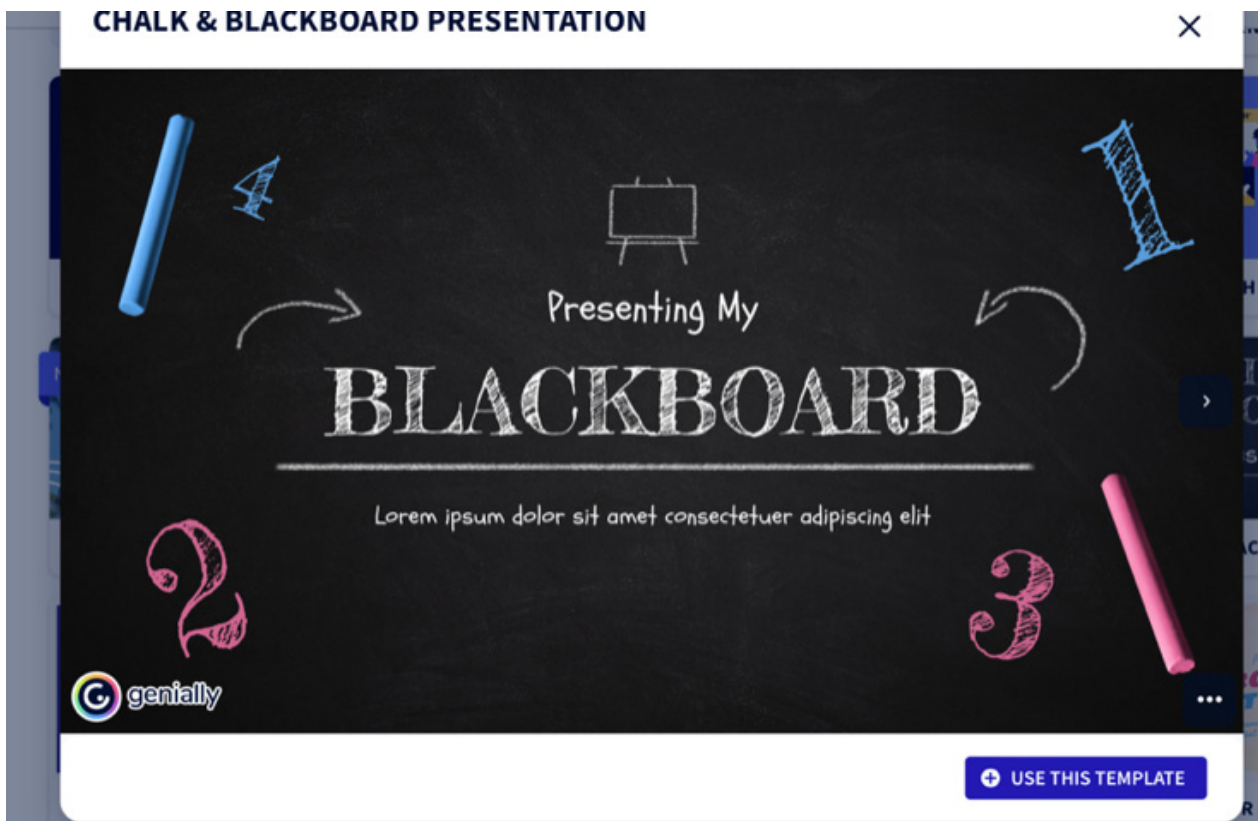 CHALK & BLACKBOARD PRESENTATION
4
1
Presenting My
BLACKBOARD
Lorem ipsum dolor sit amet consectetuer adipiscing elit
2
3
genially
USE THIS TEMPLATE